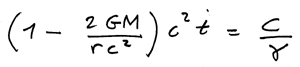 (1 - 2GM/rc²) c² ṫ = c/γ